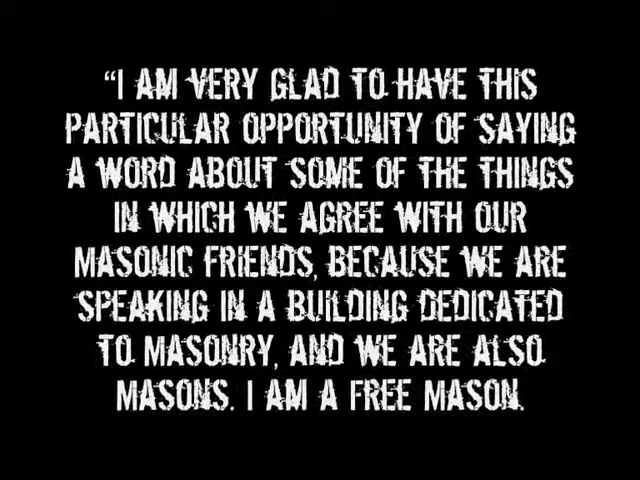 “I AM VERY GLAD TO HAVE THIS
PARTICULAR OPPORTUNITY OF SAYING
A WORD ABOUT SOME OF THE THINGS
IN WHICH WE AGREE WITH OUR
MASONIC FRIENDS, BECAUSE WE ARE
SPEAKING IN A BUILDING DEDICATED
TO MASONRY, AND WE ARE ALSO
MASONS. I AM A FREE MASON.